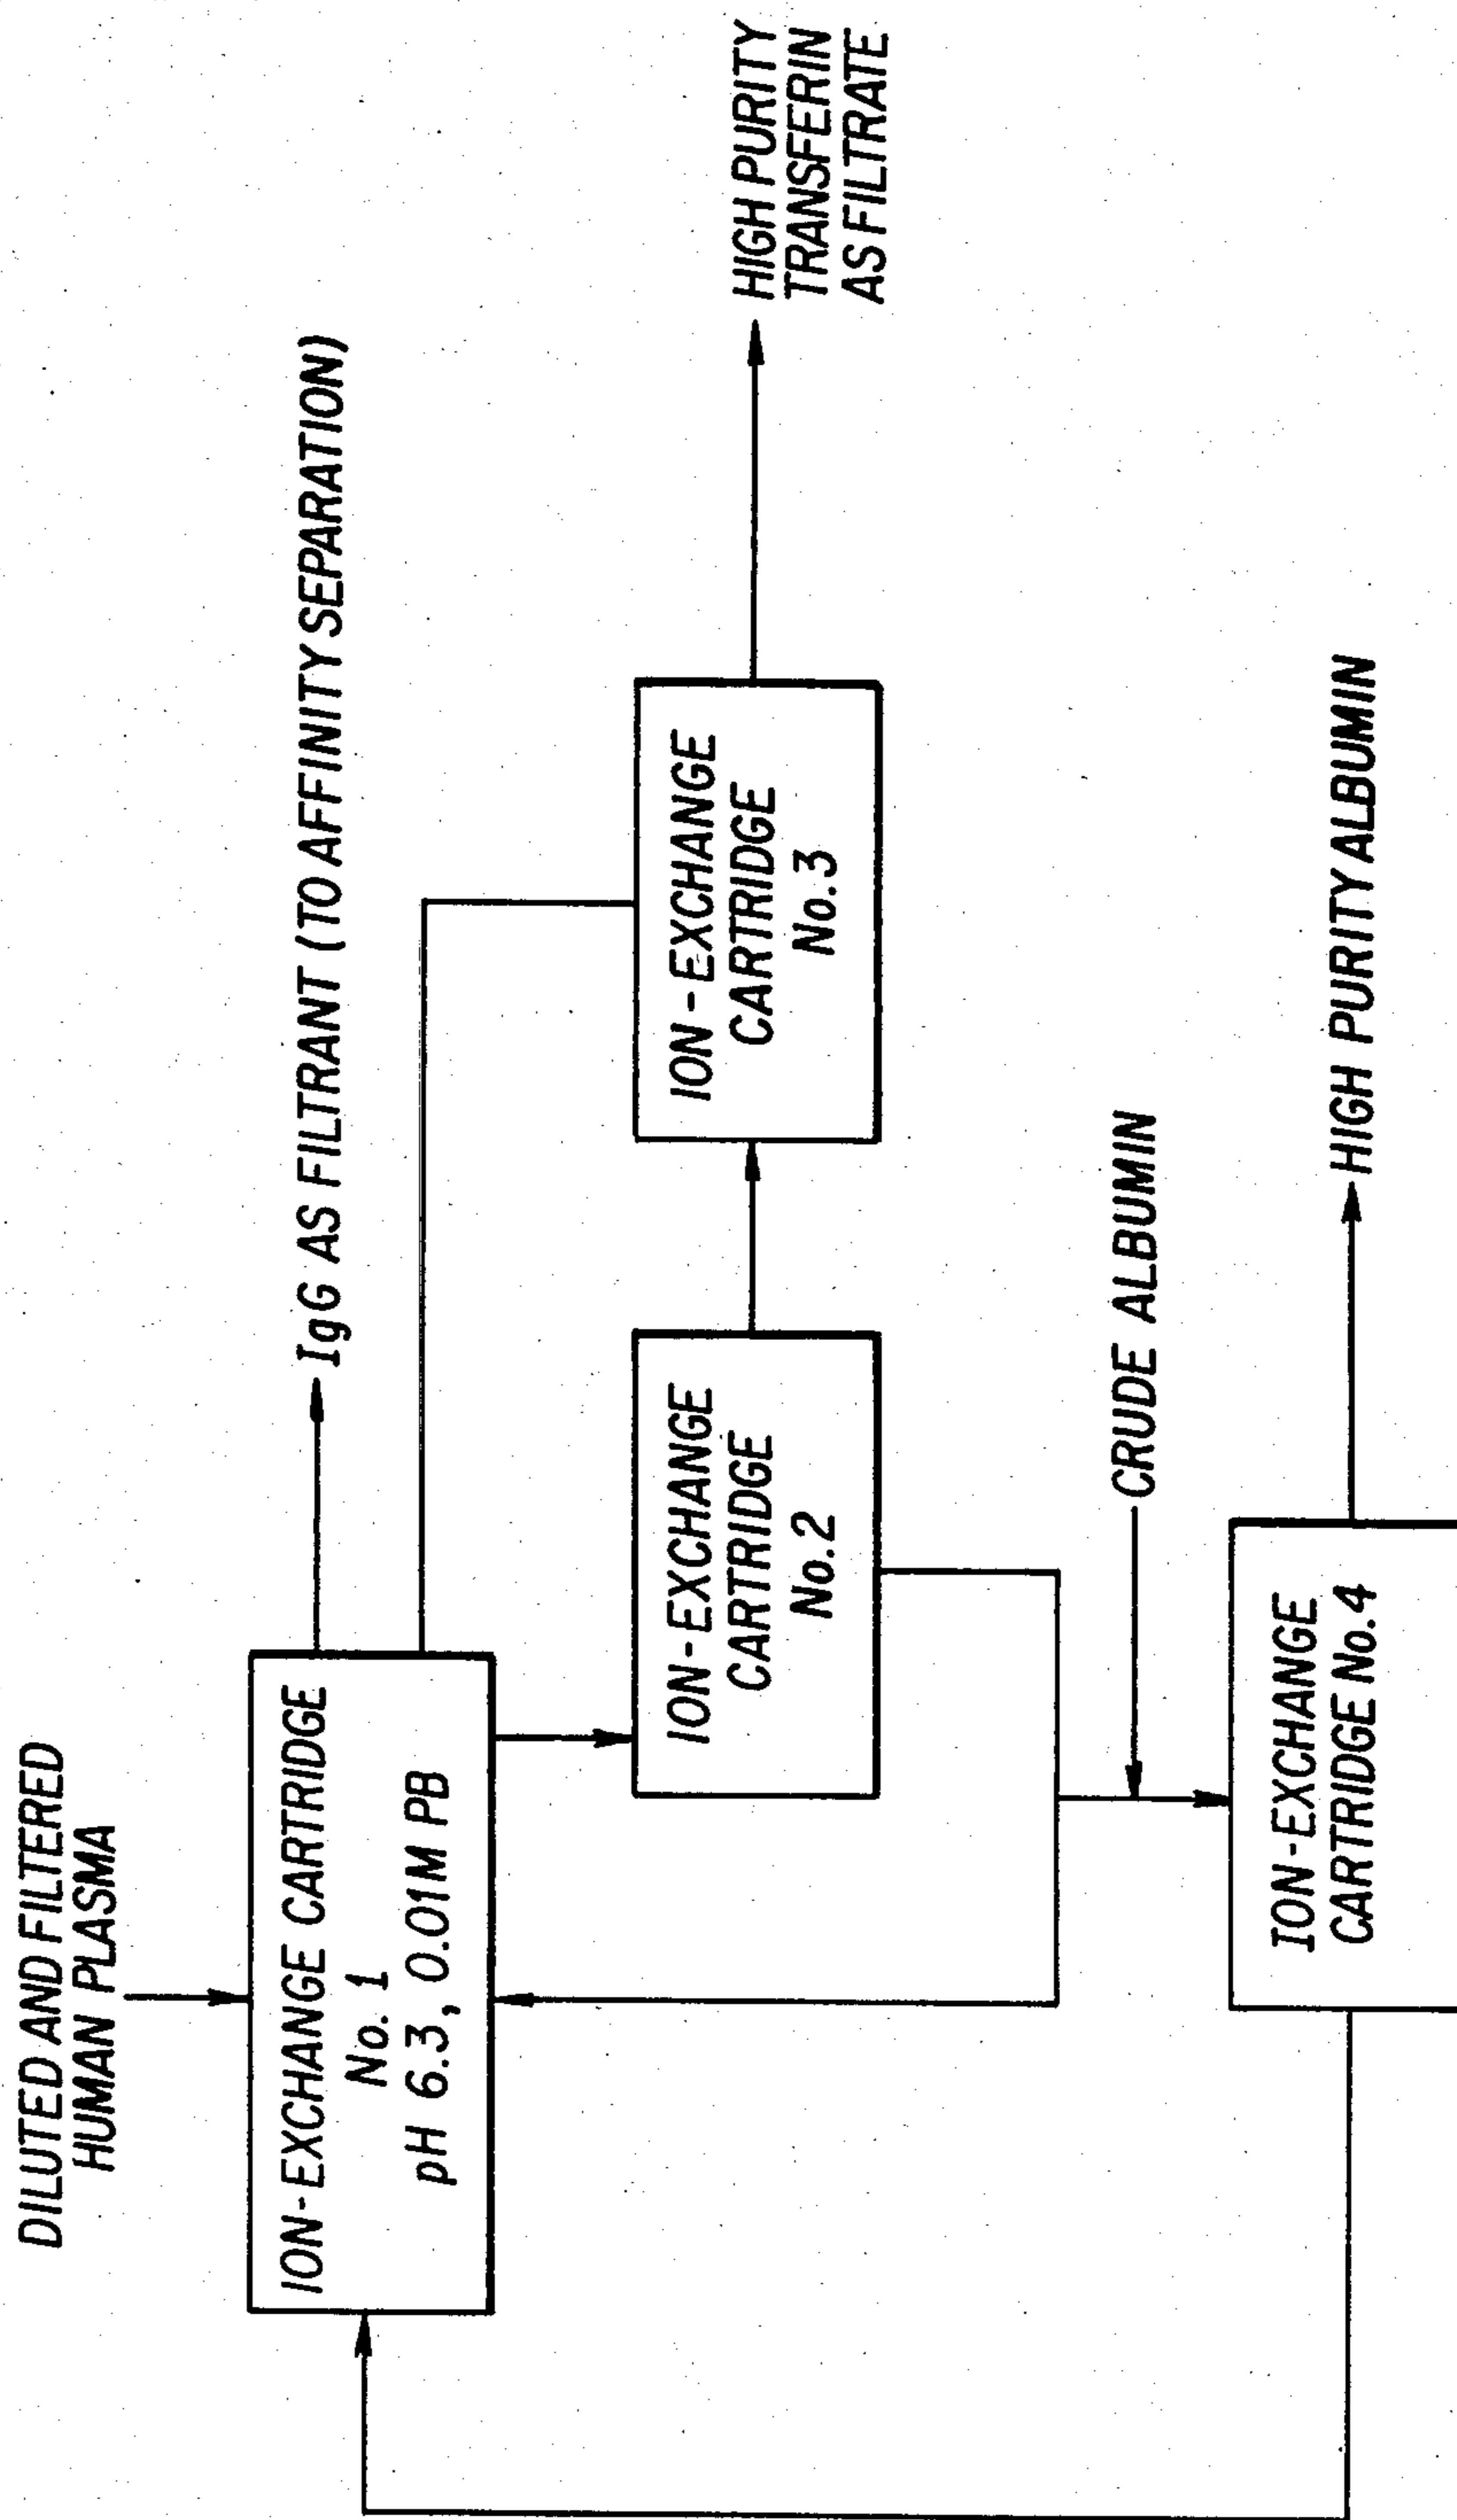 DILUTED AND FILTERED
HUMAN PLASMA
ION-EXCHANGE CARTRIDGE
No. 1
pH 6.3, 0.01M PB
IgG AS FILTRANT (TO AFFINITY SEPARATION)
ION-EXCHANGE
CARTRIDGE
No.2
ION-EXCHANGE
CARTRIDGE
No.3
HIGH PURITY
TRANSFERIN
AS FILTRATE
CRUDE ALBUMIN
ION-EXCHANGE
CARTRIDGE No.4
HIGH PURITY ALBUMIN